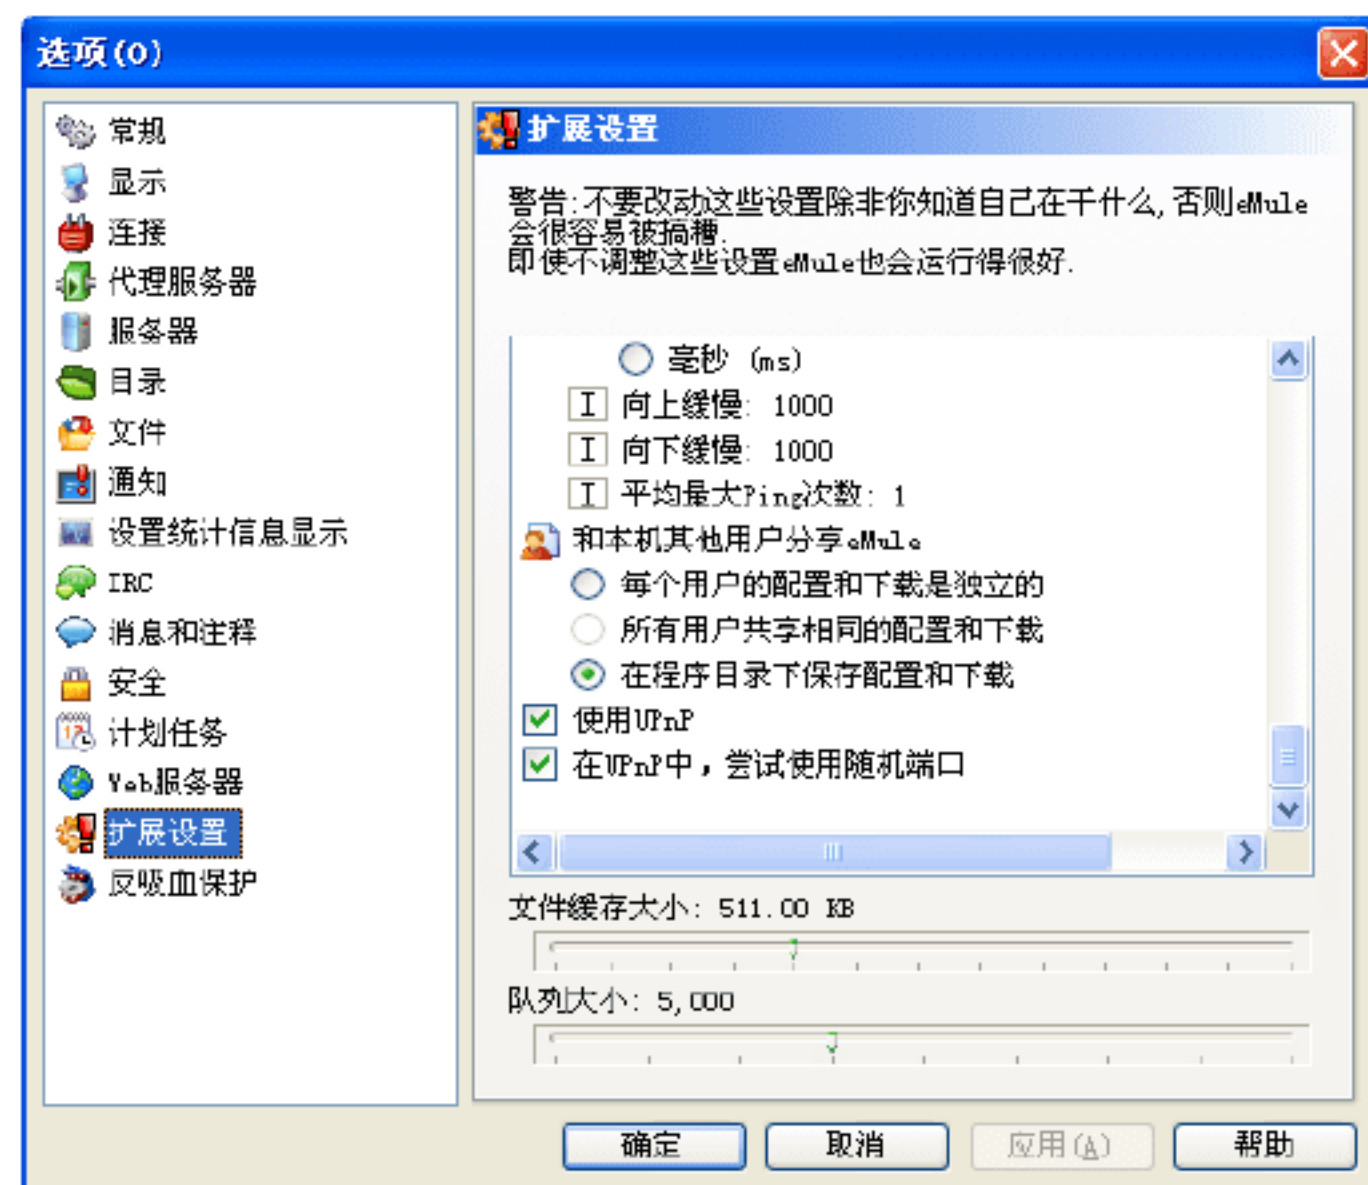 选项(O)
常规
显示
连接
代理服务器
服务器
目录
文件
通知
设置统计信息显示
IRC
消息和注释
安全
计划任务
Web服务器
扩展设置
反吸血保护
扩展设置
警告:不要改动这些设置除非你知道自己在干什么,否则eMule
会很容易被搞糟.
即使不调整这些设置eMule也会运行得很好.
毫秒 (ms)
向上缓慢: 1000
向下缓慢: 1000
平均最大Ping次数: 1
和本机其他用户分享eMule
每个用户的配置和下载是独立的
所有用户共享相同的配置和下载
在程序目录下保存配置和下载
使用UPnP
在UPnP中，尝试使用随机端口
文件缓存大小: 511.00 KB
队列大小: 5,000
确定
取消
应用(A)
帮助